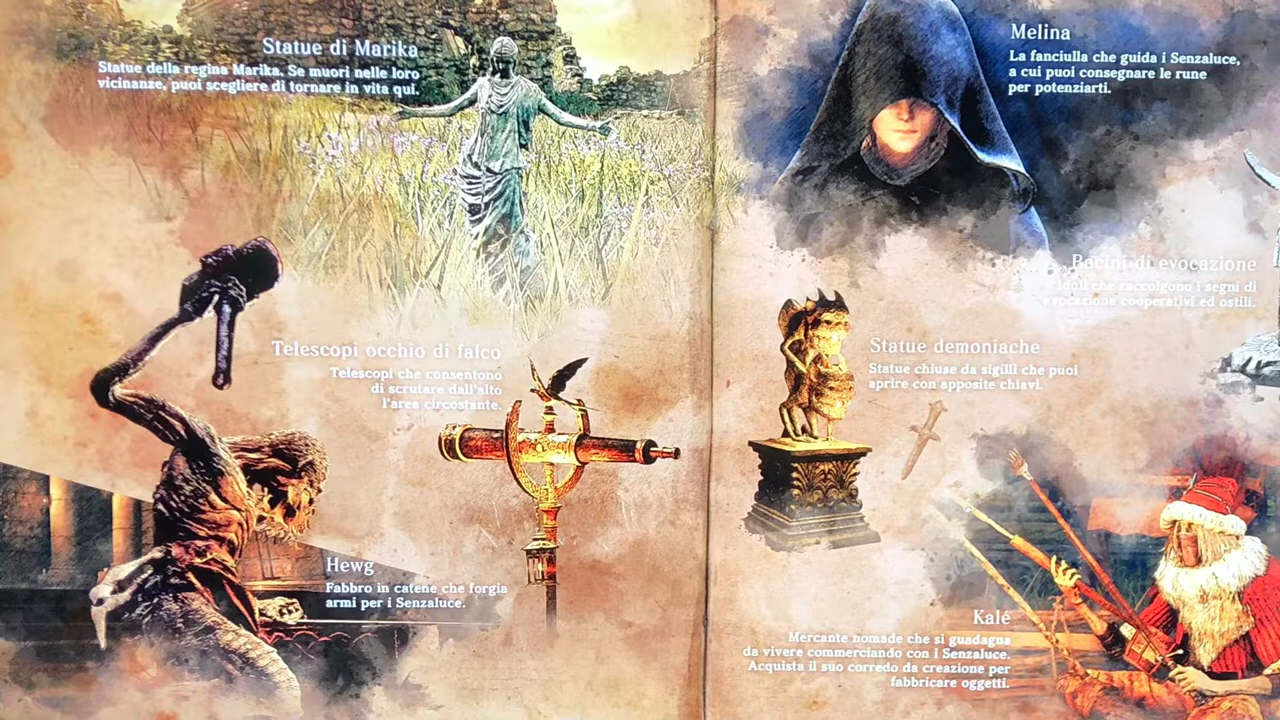 Statue di Marika
Statue della regina Marika. Se muori nelle loro
vicinanze, puoi scegliere di tornare in vita qui.
Telescopi occhio di falco
Telescopi che consentono
di scrutare dall'alto
l'area circostante.
Hewg
Fabbro in catene che forgia
armi per i Senzaluce.
Melina
La fanciulla che guida i Senzaluce,
a cui puoi consegnare le rune
per potenziarti.
Bacini di evocazione
Idoli che raccolgono i segni di
evocazione cooperativi ed ostili.
Statue demoniache
Statue chiuse da sigilli che puoi
aprire con apposite chiavi.
Kalé
Mercante nomade che si guadagna
da vivere commerciando con i Senzaluce.
Acquista il suo corredo da creazione per
fabbricare oggetti.